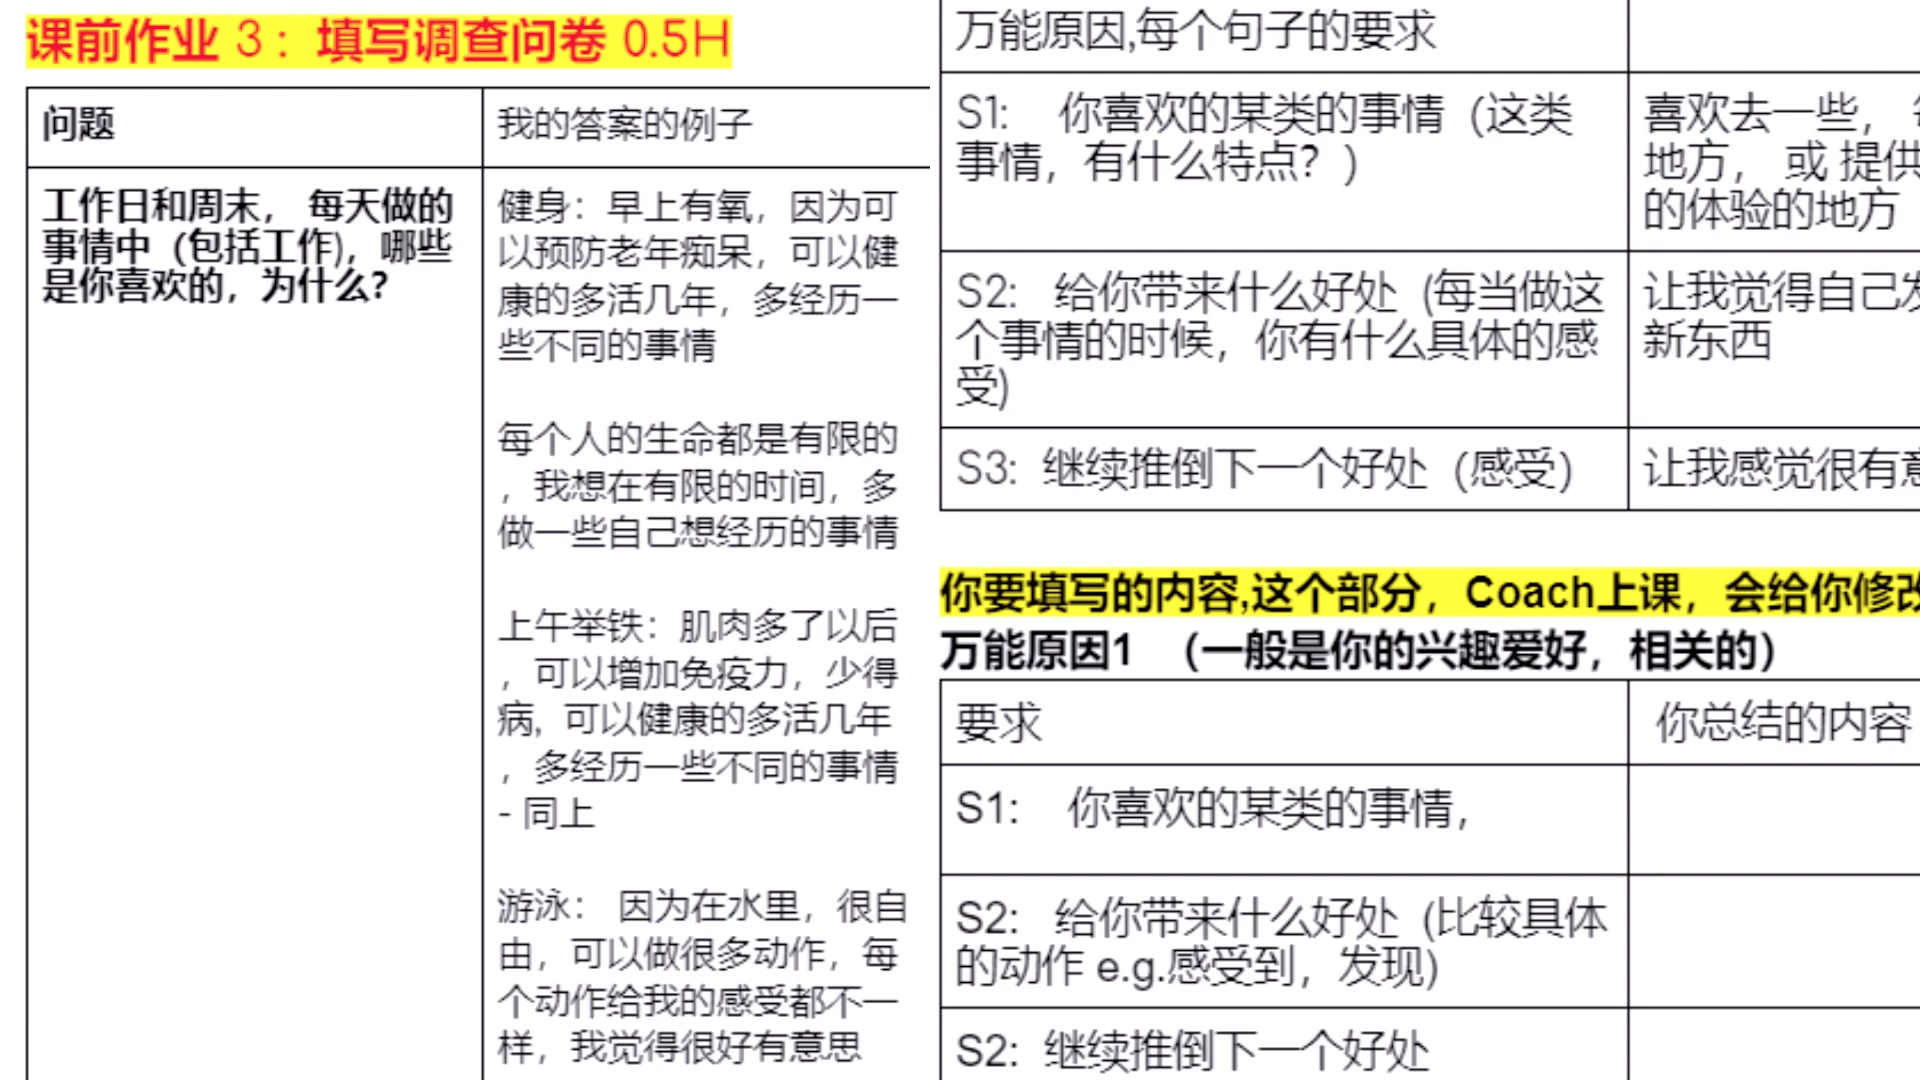 课前作业 3：填写调查问卷 0.5H
问题
我的答案的例子
工作日和周末， 每天做的
事情中（包括工作)，哪些
是你喜欢的，为什么?
健身：早上有氧，因为可
以预防老年痴呆，可以健
康的多活几年，多经历一
些不同的事情
每个人的生命都是有限的
，我想在有限的时间，多
做一些自己想经历的事情
上午举铁：肌肉多了以后
，可以增加免疫力，少得
病, 可以健康的多活几年
，多经历一些不同的事情
- 同上
游泳： 因为在水里，很自
由，可以做很多动作，每
个动作给我的感受都不一
样，我觉得很好有意思
万能原因,每个句子的要求
S1: 你喜欢的某类的事情（这类
事情，有什么特点？）
喜欢去一些，
地方， 或 提供
的体验的地方
S2: 给你带来什么好处（每当做这
个事情的时候，你有什么具体的感
受)
让我觉得自己发
新东西
S3: 继续推倒下一个好处（感受）
让我感觉很有意
你要填写的内容,这个部分，Coach上课，会给你修改
万能原因1 （一般是你的兴趣爱好，相关的）
要求
你总结的内容
S1: 你喜欢的某类的事情，
S2: 给你带来什么好处（比较具体
的动作 e.g.感受到，发现)
S2: 继续推倒下一个好处